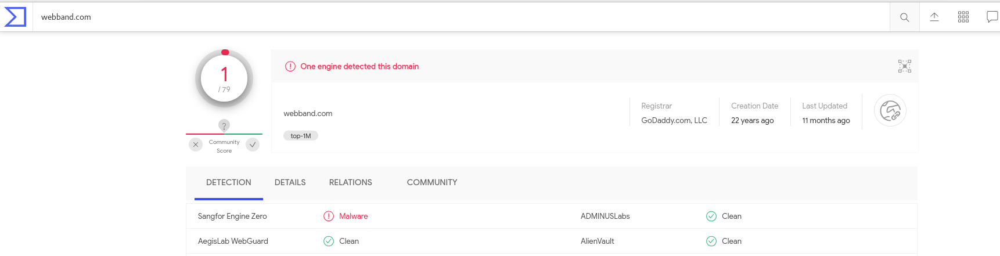 webband.com
1
/ 79
?
Community
Score
One engine detected this domain
webband.com
top-1M
Registrar
GoDaddy.com, LLC
Creation Date
22 years ago
Last Updated
11 months ago
DETECTION DETAILS RELATIONS COMMUNITY
Sangfor Engine Zero Malware ADMINUSLabs Clean
AegisLab WebGuard Clean AlienVault Clean